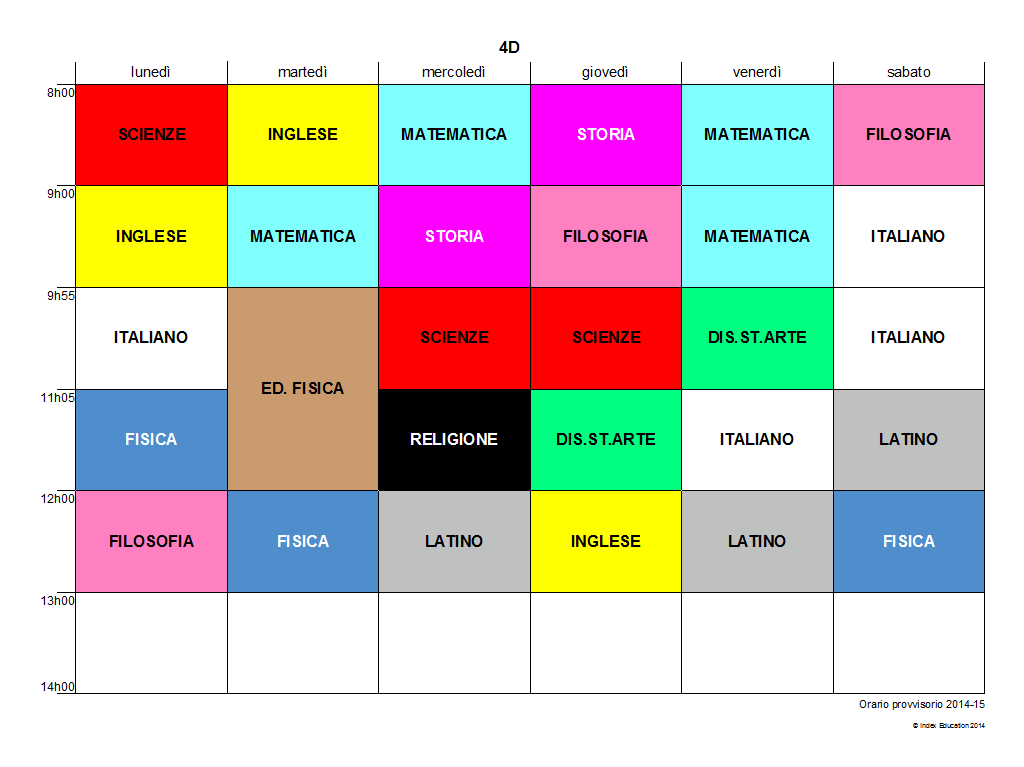 4D
lunedì martedì mercoledì giovedì venerdì sabato
8h00
SCIENZE INGLESE MATEMATICA STORIA MATEMATICA FILOSOFIA
9h00
INGLESE MATEMATICA STORIA FILOSOFIA MATEMATICA ITALIANO
9h55
ITALIANO SCIENZE SCIENZE DIS.ST.ARTE ITALIANO
ED. FISICA
11h05
FISICA RELIGIONE DIS.ST.ARTE ITALIANO LATINO
12h00
FILOSOFIA FISICA LATINO INGLESE LATINO FISICA
13h00
14h00
Orario provvisorio 2014-15
© Index Education 2014